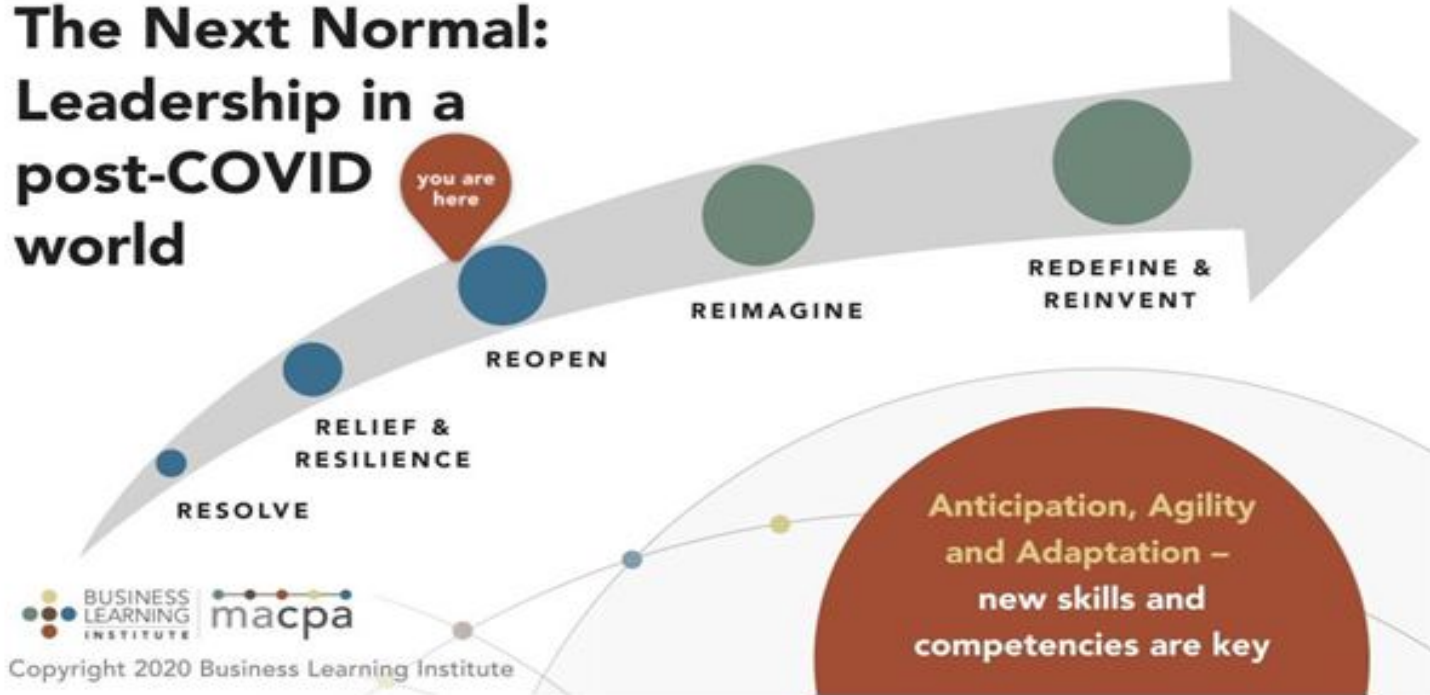 The Next Normal:
Leadership in a
post-COVID
world
you are
here
RESOLVE
RELIEF &
RESILIENCE
REOPEN
REIMAGINE
REDEFINE &
REINVENT
Anticipation, Agility
and Adaptation –
new skills and
competencies are key
BUSINESS
LEARNING
INSTITUTE
macpa
Copyright 2020 Business Learning Institute